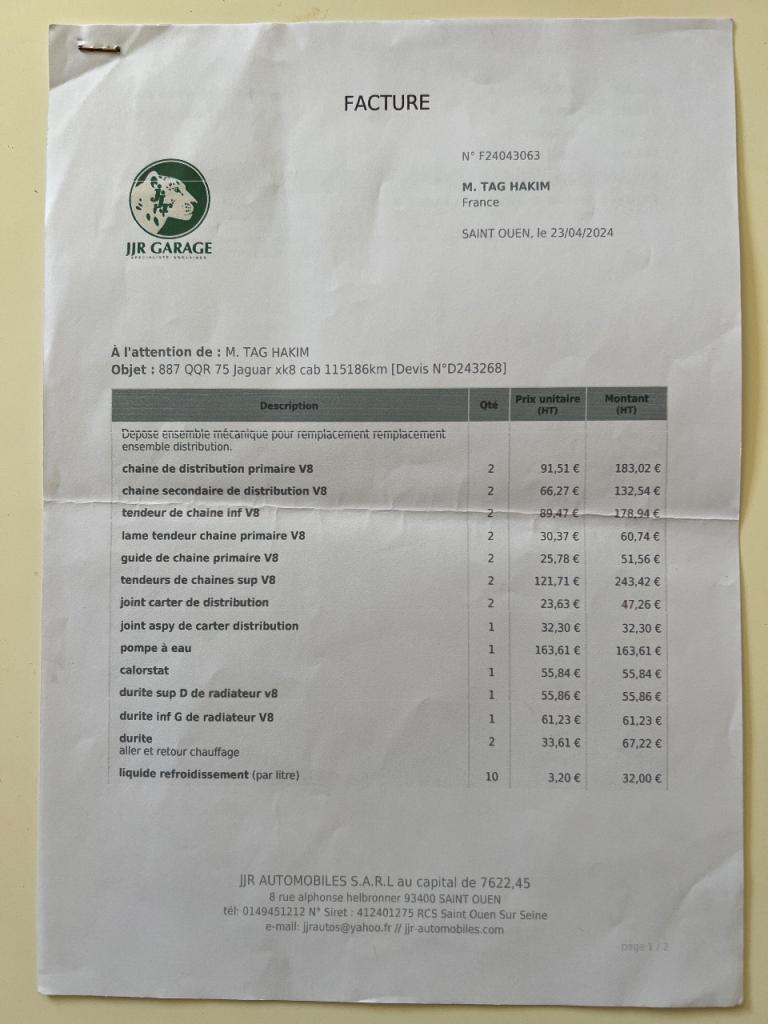 FACTURE
N° F24043063
M. TAG HAKIM
France
SAINT OUEN, le 23/04/2024
JJR GARAGE
À l'attention de : M. TAG HAKIM
Objet : 887 QQR 75 Jaguar xk8 cab 115186km [Devis N°D243268]
Description Qté Prix unitaire (HT) Montant (HT)
Depose ensemble mécanique pour remplacement remplacement
ensemble distribution.
chaine de distribution primaire V8 2 91,51 € 183,02 €
chaine secondaire de distribution V8 2 66,27 € 132,54 €
tendeur de chaine inf V8 2 89,47 € 178,94 €
lame tendeur chaine primaire V8 2 30,37 € 60,74 €
guide de chaine primaire V8 2 25,78 € 51,56 €
tendeurs de chaines sup V8 2 121,71 € 243,42 €
joint carter de distribution 2 23,63 € 47,26 €
joint aspy de carter distribution 1 32,30 € 32,30 €
pompe à eau 1 163,61 € 163,61 €
calorstat 1 55,84 € 55,84 €
durite sup D de radiateur v8 1 55,86 € 55,86 €
durite inf G de radiateur V8 1 61,23 € 61,23 €
durite 2 33,61 € 67,22 €
aller et retour chauffage
liquide refroidissement (par litre) 10 3,20 € 32,00 €
JJR AUTOMOBILES S.A.R.L au capital de 7622,45
8 rue alphonse helbronner 93400 SAINT OUEN
tél: 0149451212 N° Siret : 412401275 RCS Saint Ouen Sur Seine
e-mail: jjrautos@yahoo.fr // jjr-automobiles.com
page 1 / 2